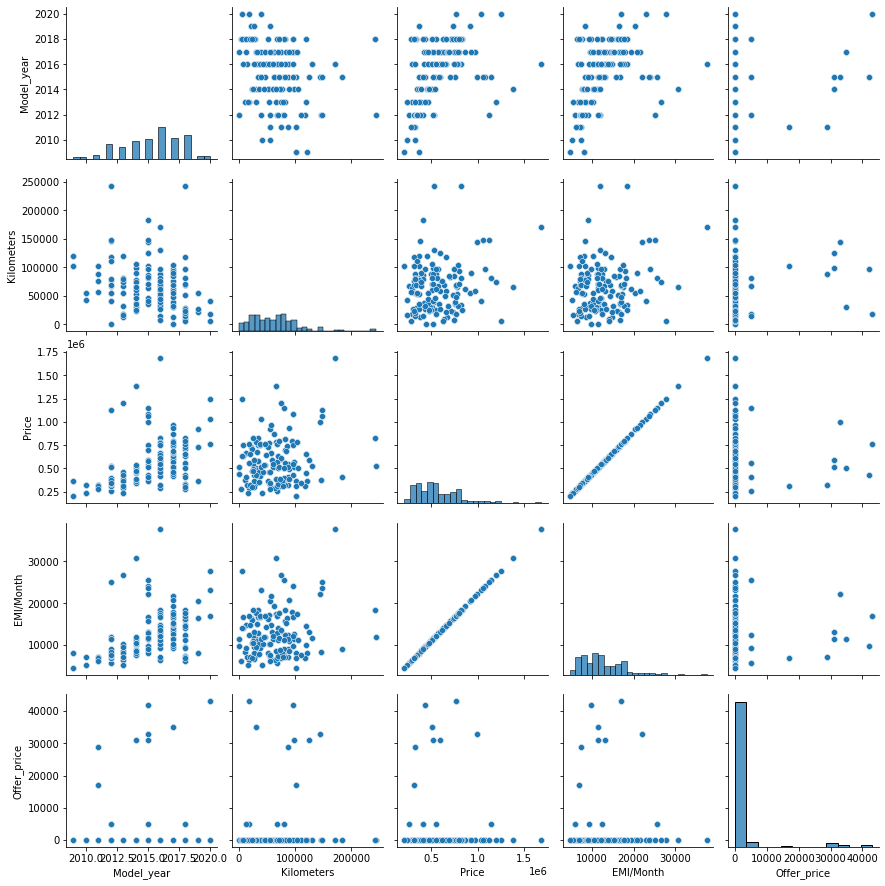 2020
2018
2016
2014
2012
2010
Model_year
250000
200000
150000
100000
50000
0
Kilometers
1e6
1.75
1.50
1.25
1.00
0.75
0.50
0.25
Price
30000
20000
10000
EMI/Month
40000
30000
20000
10000
0
Offer_price
2010.0 2012.5 2015.0 2017.5 2020.0
Model_year
0 100000 200000
Kilometers
0.5 1.0 1.5
1e6
Price
10000 20000 30000
EMI/Month
0 10000 20000 30000 40000
Offer_price